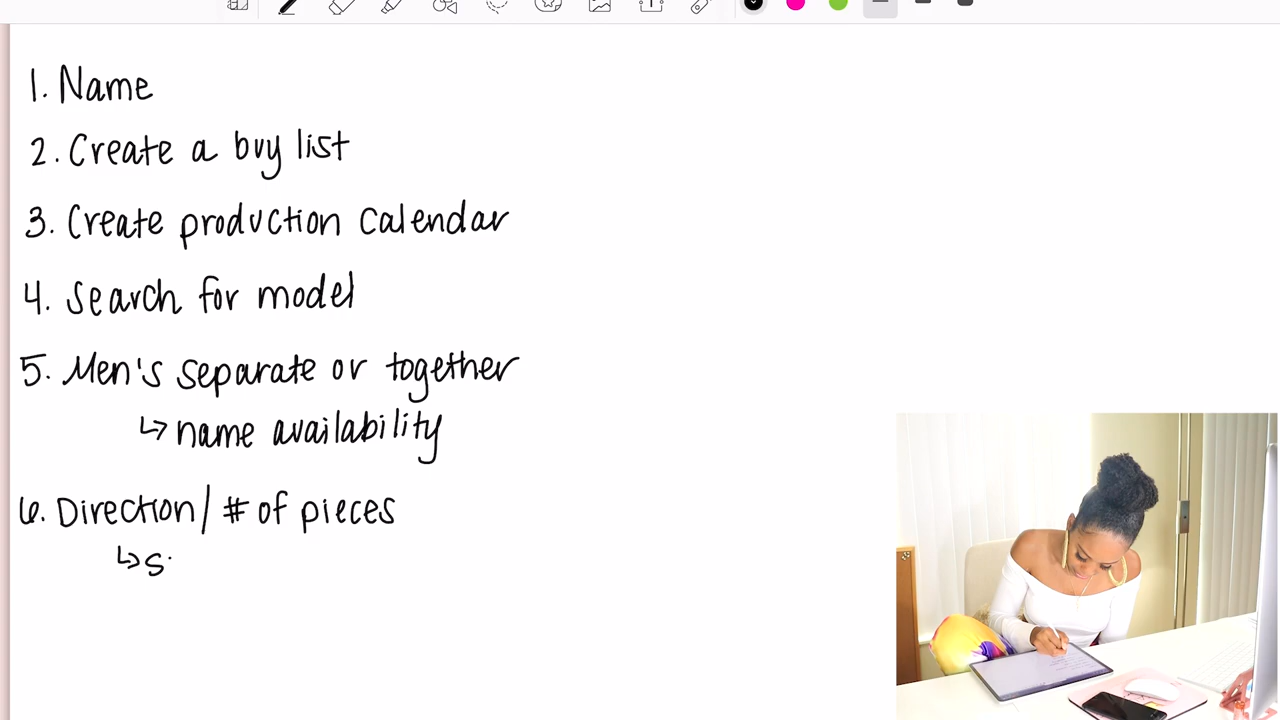 1. Name
2. Create a buy list
3. Create production calendar
4. Search for model
5. Men's separate or together
↳ name availability
6. Direction / # of pieces
↳ s